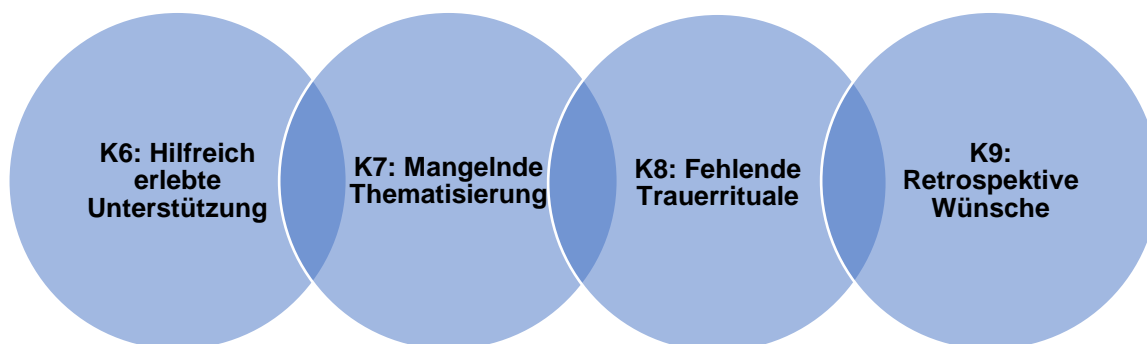 K6: Hilfreich
erlebte
Unterstützung
K7: Mangelnde
Thematisierung
K8: Fehlende
Trauerrituale
K9:
Retrospektive
Wünsche